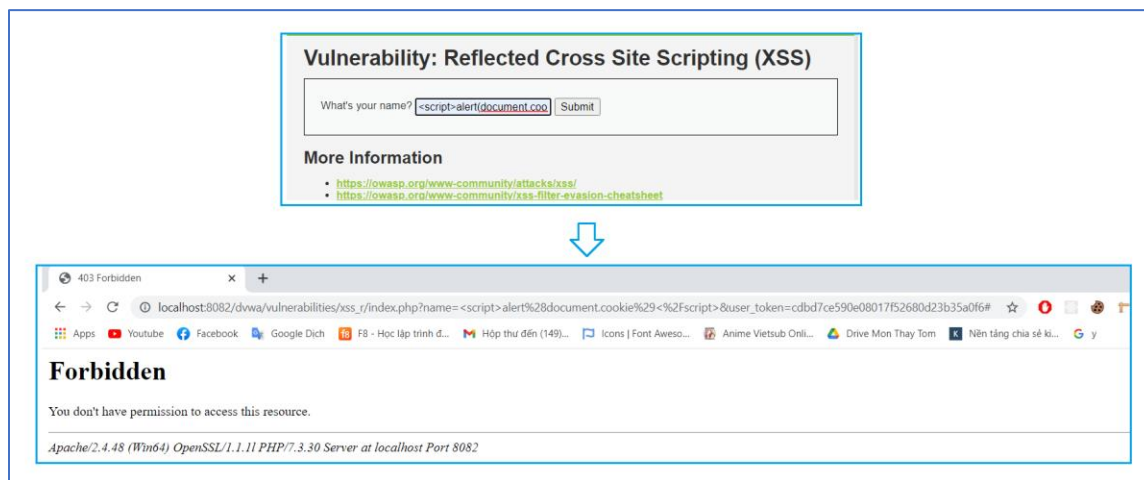 Vulnerability: Reflected Cross Site Scripting (XSS)
What's your name? <script>alert(document.coo Submit
More Information
https://owasp.org/www-community/attacks/xss/
https://owasp.org/www-community/xss-filter-evasion-cheatsheet
403 Forbidden
localhost:8082/dvwa/vulnerabilities/xss_r/index.php?name=<script>alert%28document.cookie%29<%2Fscript>&user_token=cdbd7ce590e08017f52680d23b35a0f6#
Apps Youtube Facebook Google Dịch F8 - Học lập trình đ... Hộp thư đến (149)... Icons | Font Aweso... Anime Vietsub Onli... Drive Mon Thay Tom K Nền tảng chia sẻ ki... G y
Forbidden
You don't have permission to access this resource.
Apache/2.4.48 (Win64) OpenSSL/1.1.1l PHP/7.3.30 Server at localhost Port 8082